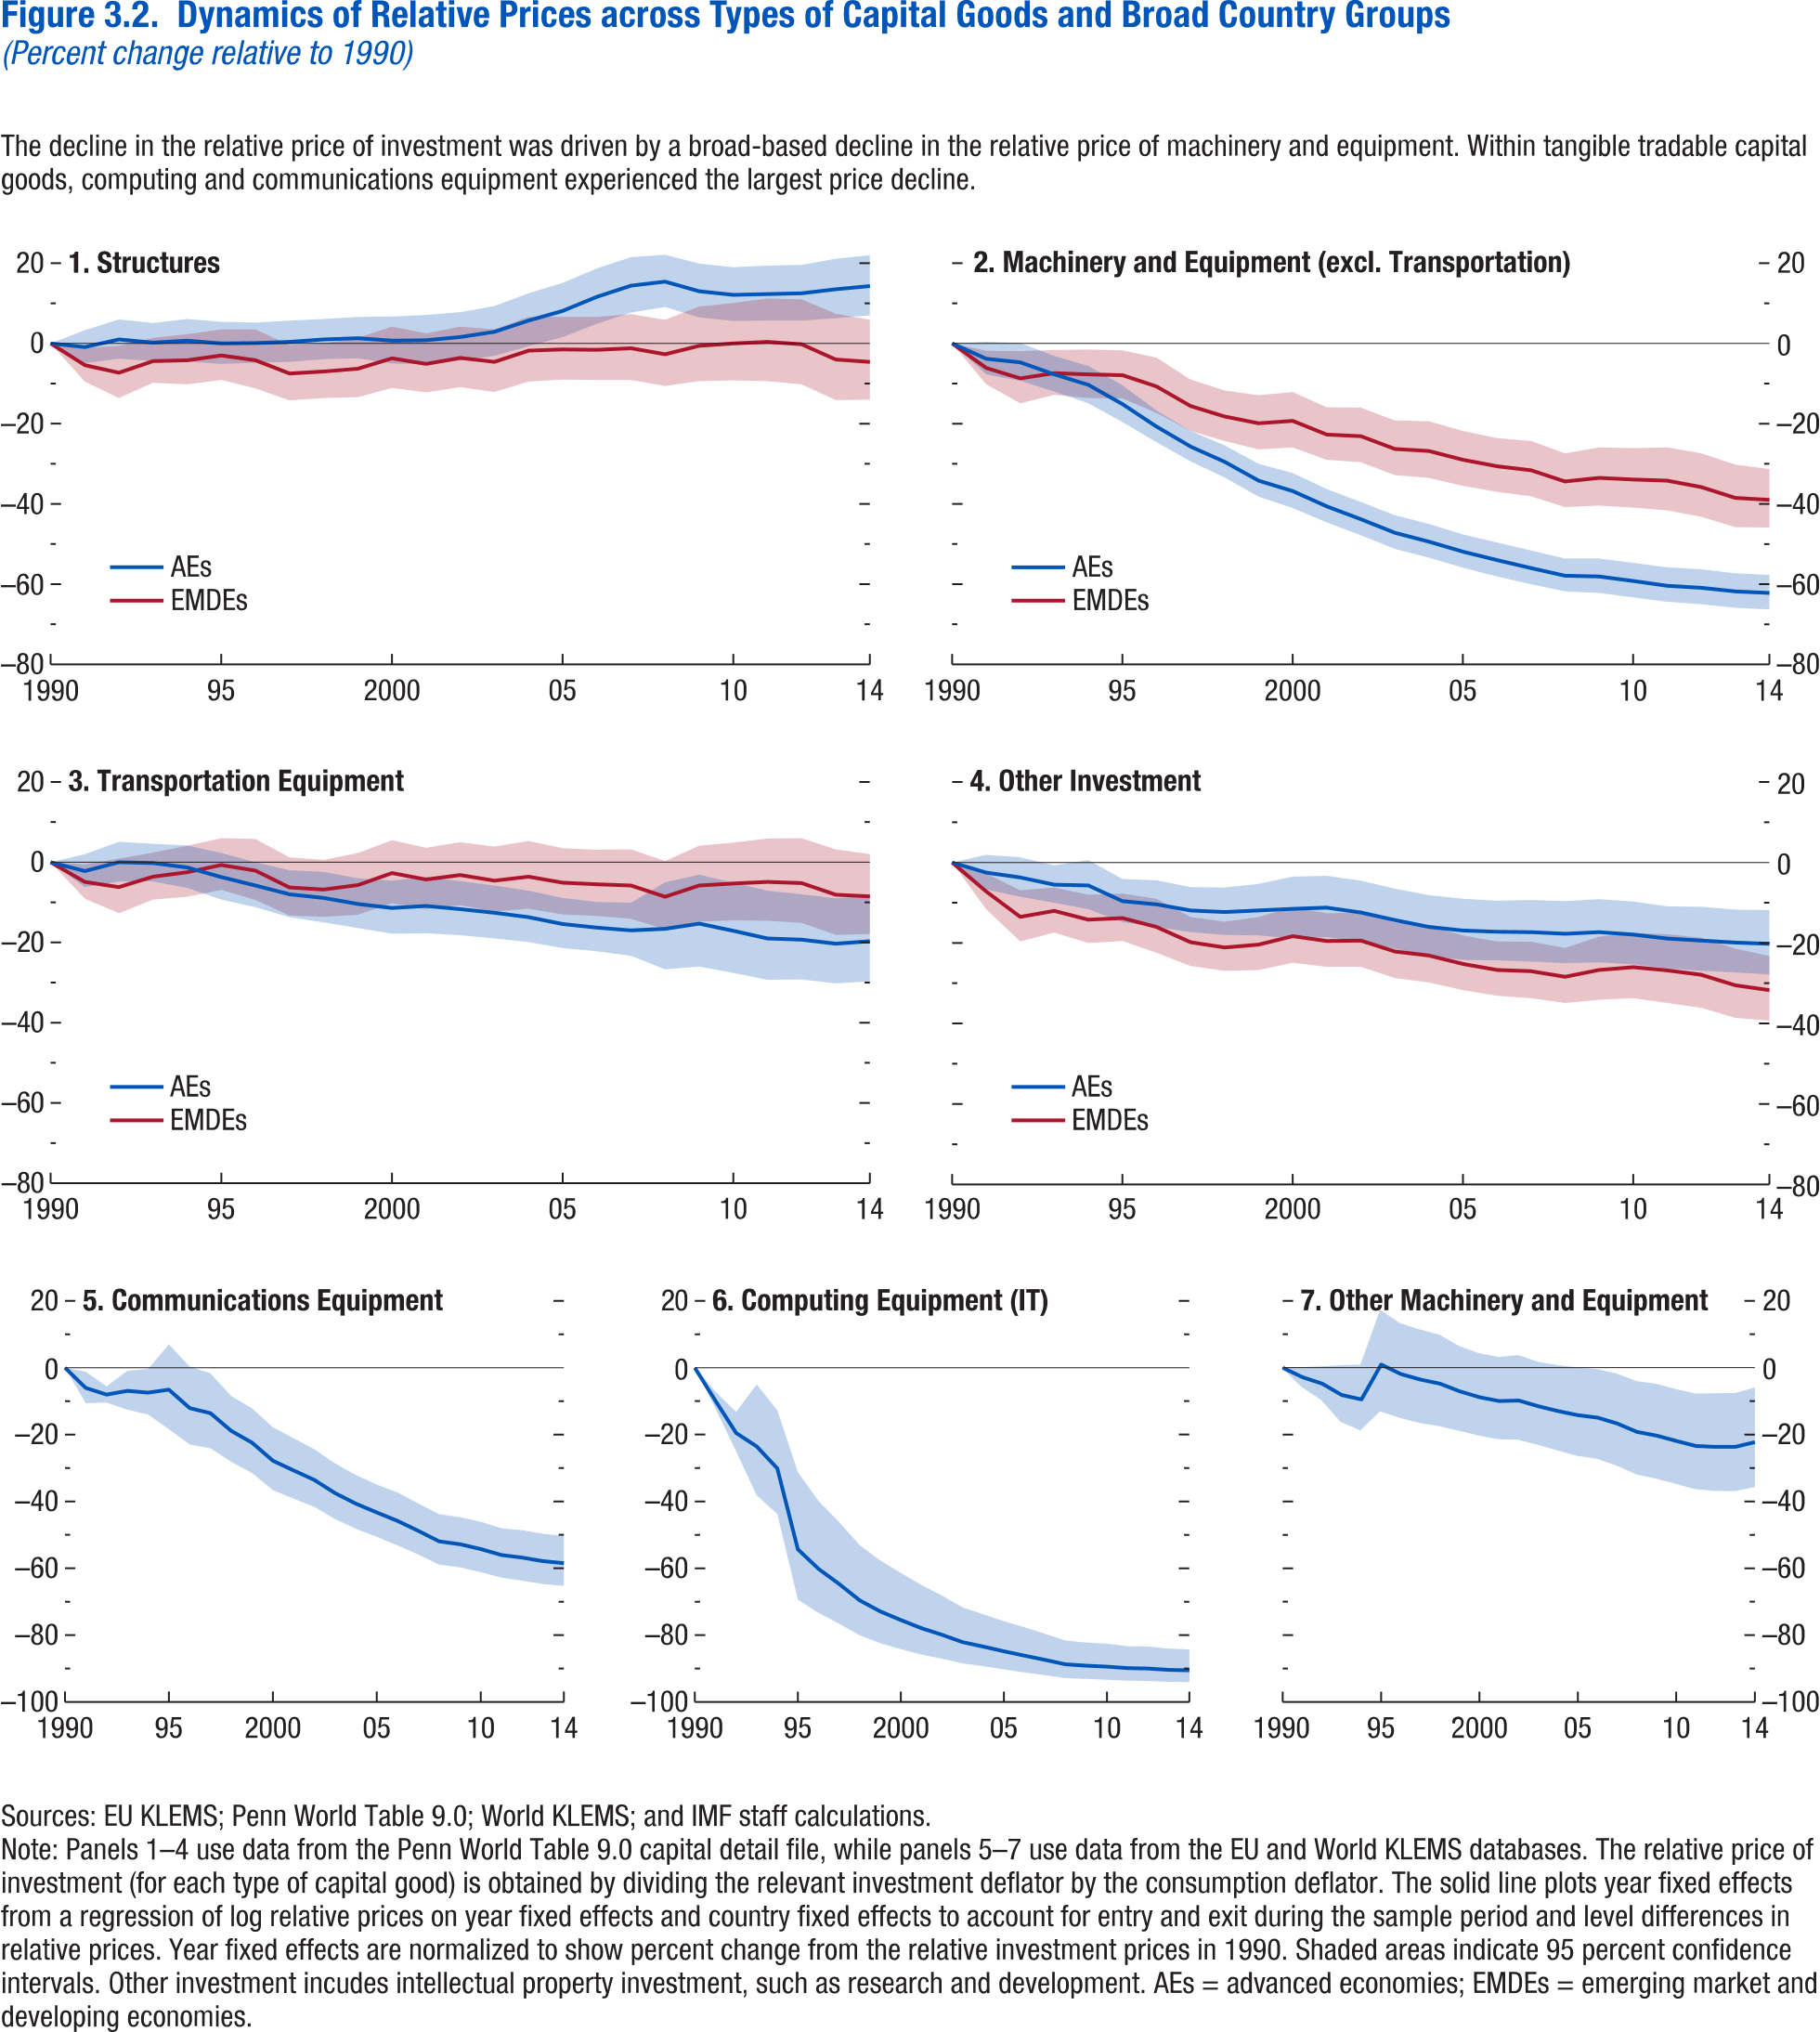 Figure 3.2.  Dynamics of Relative Prices across Types of Capital Goods and Broad Country Groups
(Percent change relative to 1990)
The decline in the relative price of investment was driven by a broad-based decline in the relative price of machinery and equipment. Within tangible tradable capital
goods, computing and communications equipment experienced the largest price decline.
20
1. Structures
0
–20
–40
–60
–80
AEs
EMDEs
1990 95 2000 05 10 14
2. Machinery and Equipment (excl. Transportation)
20
0
–20
–40
–60
–80
AEs
EMDEs
1990 95 2000 05 10 14
20
3. Transportation Equipment
0
–20
–40
–60
–80
AEs
EMDEs
1990 95 2000 05 10 14
4. Other Investment
20
0
–20
–40
–60
–80
AEs
EMDEs
1990 95 2000 05 10 14
20
5. Communications Equipment
0
–20
–40
–60
–80
–100
1990 95 2000 05 10 14
20
6. Computing Equipment (IT)
0
–20
–40
–60
–80
–100
1990 95 2000 05 10 14
7. Other Machinery and Equipment
20
0
–20
–40
–60
–80
–100
1990 95 2000 05 10 14
Sources: EU KLEMS; Penn World Table 9.0; World KLEMS; and IMF staff calculations.
Note: Panels 1–4 use data from the Penn World Table 9.0 capital detail file, while panels 5–7 use data from the EU and World KLEMS databases. The relative price of
investment (for each type of capital good) is obtained by dividing the relevant investment deflator by the consumption deflator. The solid line plots year fixed effects
from a regression of log relative prices on year fixed effects and country fixed effects to account for entry and exit during the sample period and level differences in
relative prices. Year fixed effects are normalized to show percent change from the relative investment prices in 1990. Shaded areas indicate 95 percent confidence
intervals. Other investment incudes intellectual property investment, such as research and development. AEs = advanced economies; EMDEs = emerging market and
developing economies.